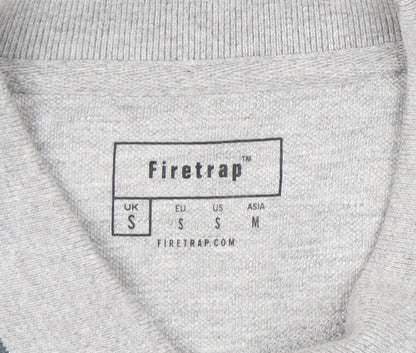 Firetrap™
UK EU US ASIA
S S S M
FIRETRAP.COM